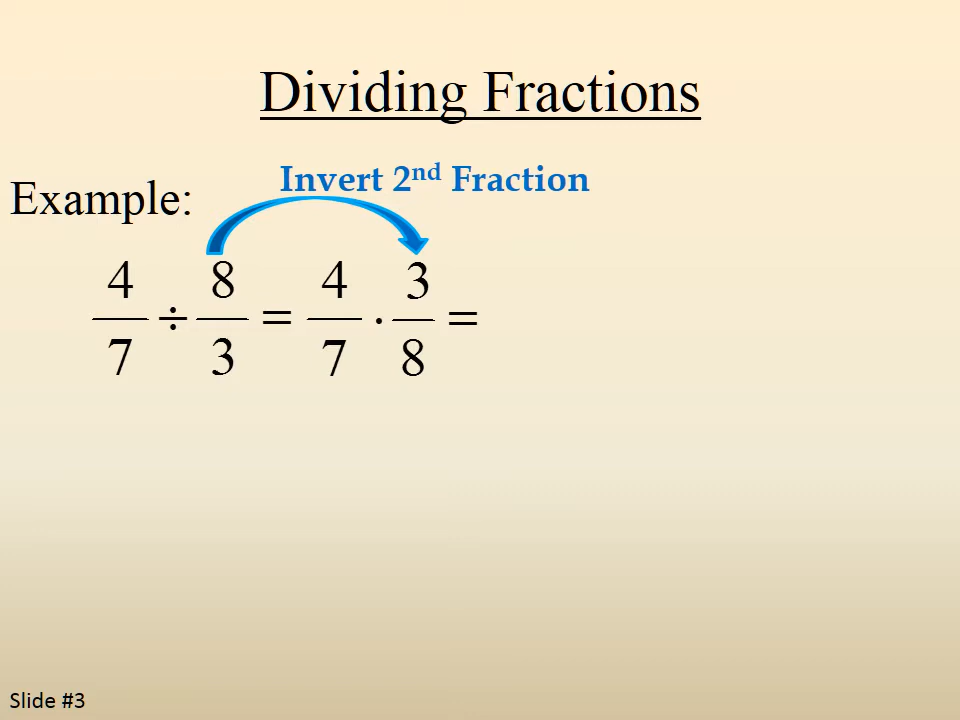 Dividing Fractions
Invert 2nd Fraction
Example:
4/7 ÷ 8/3 = 4/7 · 3/8 =
Slide #3